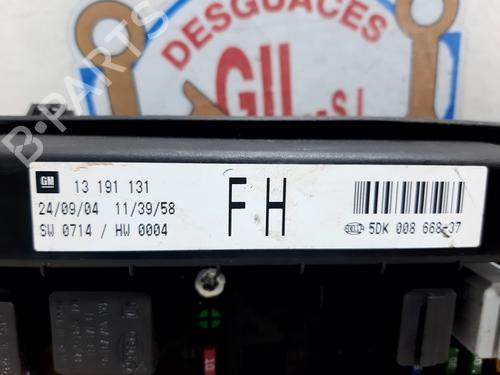 DESGUACES
GIL S.L
B-PARTS
GM 13 191 131
24/09/04 11/39/58
SW 0714 / HW 0004
FH
HELLA 5DK 008 668-37
10